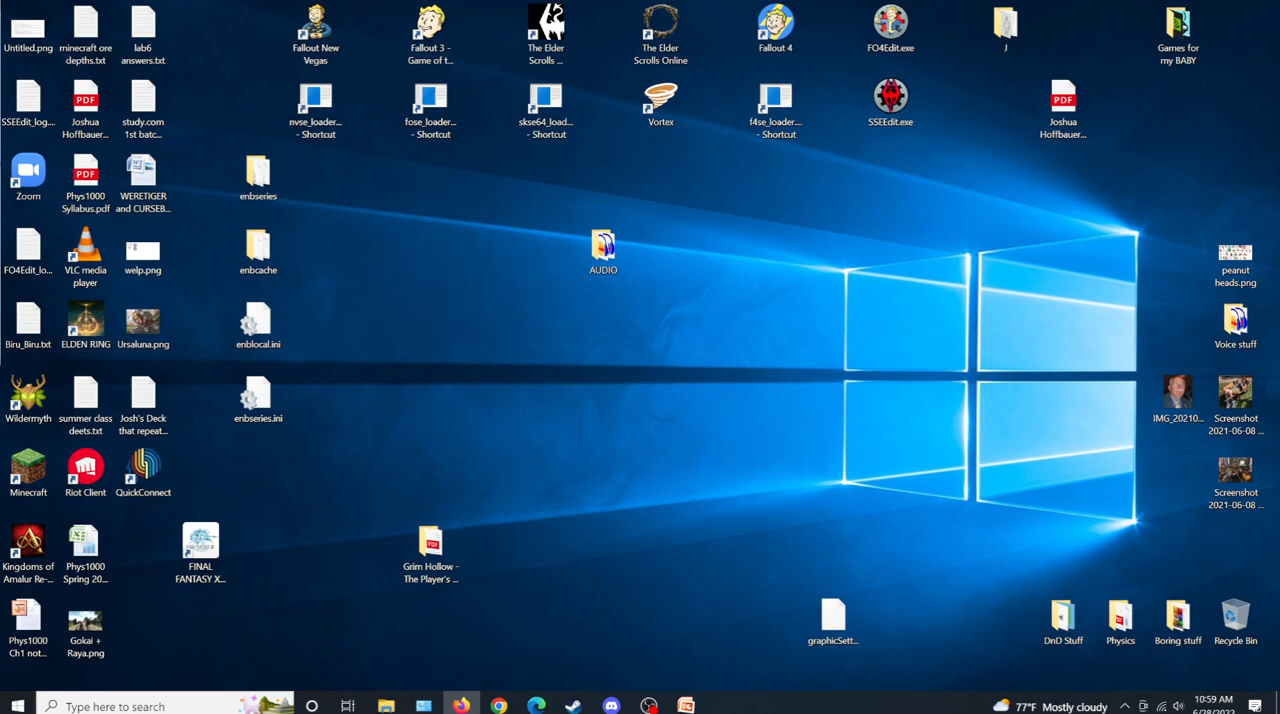 Untitled.png
minecraft ore
depths.txt
lab6
answers.txt
Fallout New
Vegas
Fallout 3 -
Game of t...
The Elder
Scrolls ...
The Elder
Scrolls Online
Fallout 4
FO4Edit.exe
J
Games for
my BABY
SSEEdit_log....
Joshua
Hoffbauer...
study.com
1st batc...
nvse_loader...
- Shortcut
fose_loader...
- Shortcut
skse64_load...
- Shortcut
Vortex
f4se_loader....
- Shortcut
SSEEdit.exe
Joshua
Hoffbauer...
Zoom
Phys1000
Syllabus.pdf
WERETIGER
and CURSEB...
enbseries
FO4Edit_lo...
VLC media
player
welp.png
enbcache
AUDIO
peanut
heads.png
Biru_Biru.txt
ELDEN RING
Ursaluna.png
enblocal.ini
Voice stuff
Wildermyth
summer class
deets.txt
Josh's Deck
that repeat...
enbseries.ini
IMG_20210...
Screenshot
2021-06-08 ...
Minecraft
Riot Client
QuickConnect
Screenshot
2021-06-08 ...
Kingdoms of
Amalur Re-...
Phys1000
Spring 20...
FINAL
FANTASY X...
Grim Hollow -
The Player's ...
Phys1000
Ch1 not...
Gokai +
Raya.png
graphicSett...
DnD Stuff
Physics
Boring stuff
Recycle Bin
Type here to search
77°F Mostly cloudy
10:59 AM